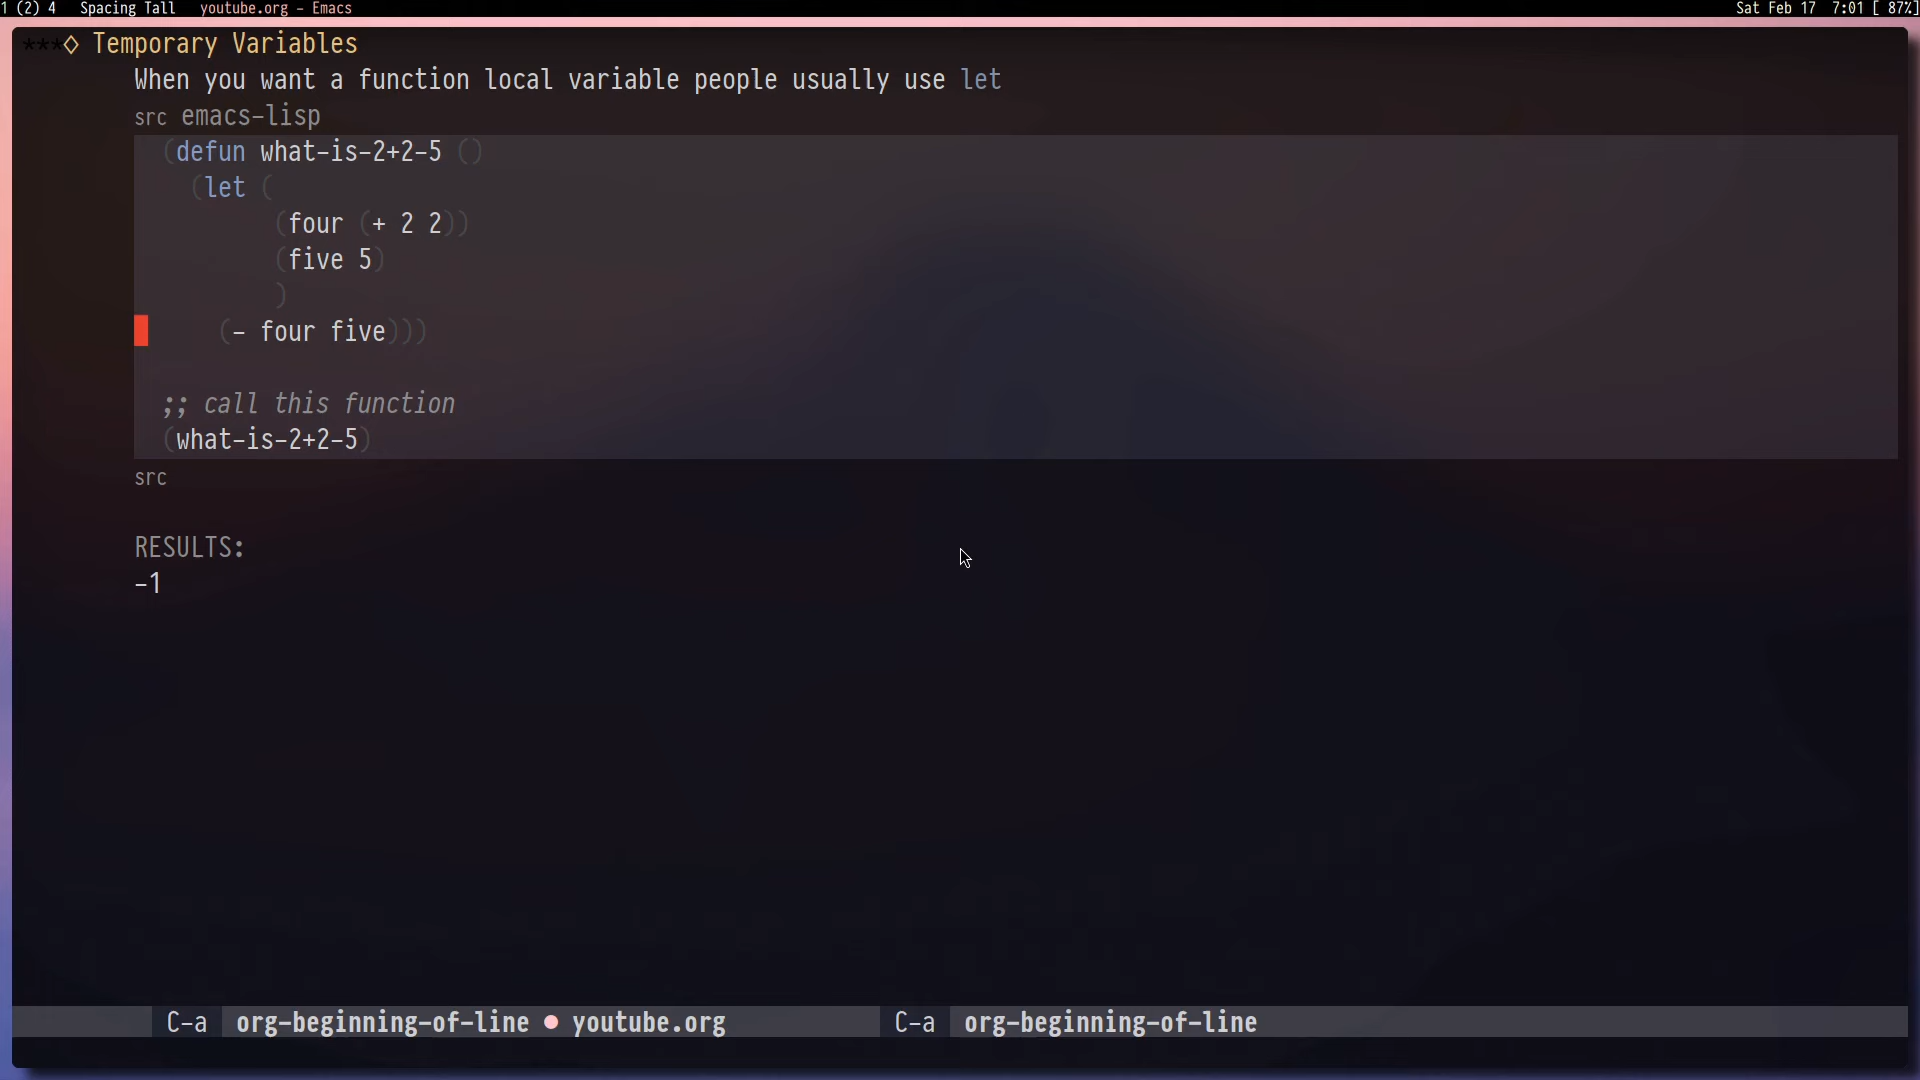 1 (2) 4 Spacing Tall youtube.org - Emacs Sat Feb 17 7:01 [ 87%]
***◇ Temporary Variables
When you want a function local variable people usually use let
src emacs-lisp
(defun what-is-2+2-5 ()
(let (
(four (+ 2 2))
(five 5)
)
(- four five)))
;; call this function
(what-is-2+2-5)
src
RESULTS:
-1
C-a org-beginning-of-line ● youtube.org C-a org-beginning-of-line